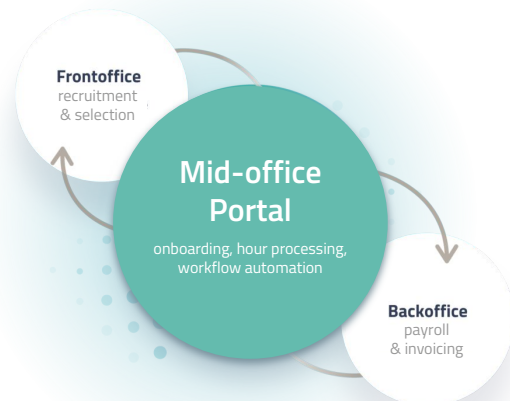 Frontoffice
recruitment
& selection
Mid-office
Portal
onboarding, hour processing,
workflow automation
Backoffice
payroll
& invoicing